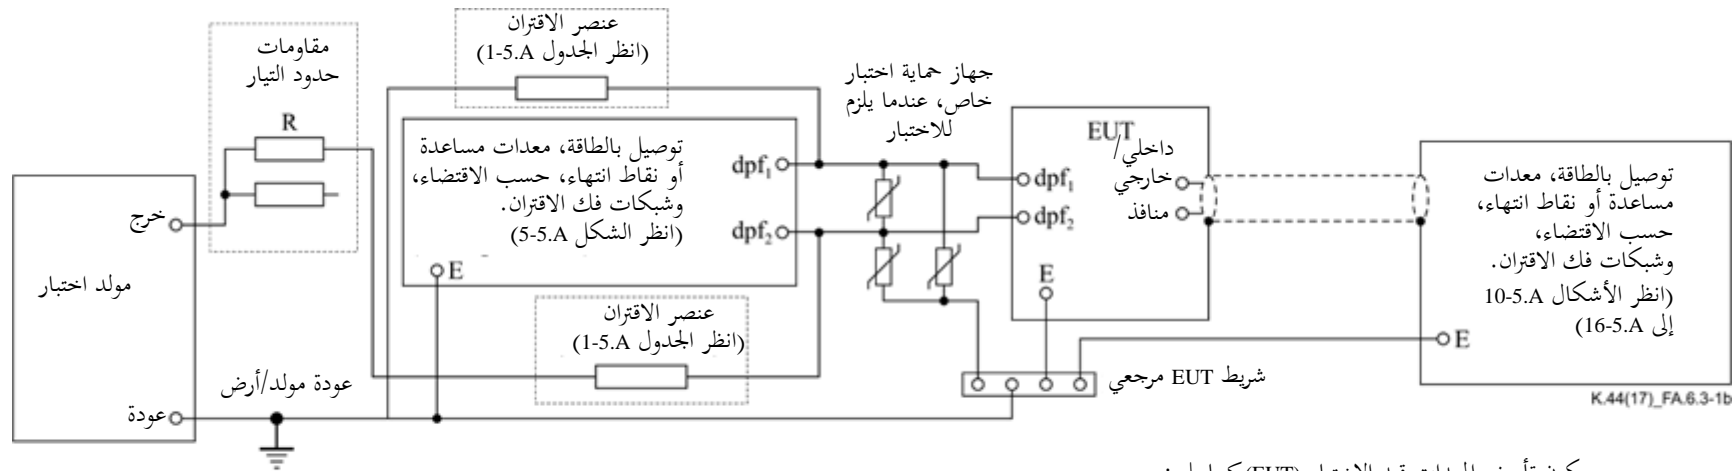 عنصر الاقتران
(انظر الجدول A.5-1)
مقاومات
حدود التيار
R
جهاز حماية اختبار
خاص، عندما يلزم
للاختبار
توصيل بالطاقة، معدات مساعدة
أو نقاط انتهاء، حسب الاقتضاء،
وشبكات فك الاقتران.
(انظر الشكل A.5-5)
dpf1
dpf2
E
EUT
داخلي/
خارجي
منافذ
dpf1
dpf2
E
توصيل بالطاقة، معدات
مساعدة أو نقاط انتهاء،
حسب الاقتضاء،
وشبكات فك الاقتران.
(انظر الأشكال A.5-10
إلى A.5-16)
E
خرج
مولد اختبار
عودة
عودة مولد/أرض
عنصر الاقتران
(انظر الجدول A.5-1)
شريط EUT مرجعي
K.44(17)_FA.6.3-1b